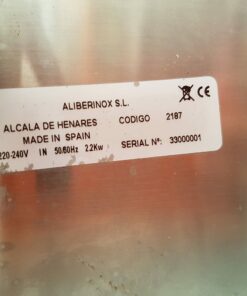 ALIBERINOX S.L.
CE
ALCALA DE HENARES CODIGO 2187
MADE IN SPAIN
220-240V IN 50/60Hz 2.2Kw SERIAL Nº: 33000001